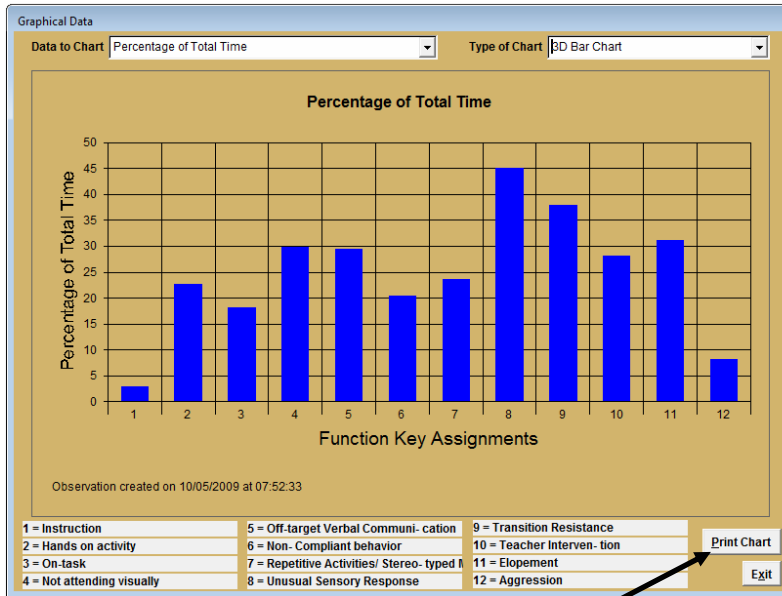 Graphical Data
Data to Chart Percentage of Total Time Type of Chart 3D Bar Chart
Percentage of Total Time
50
45
40
35
30
25
20
15
10
5
0
Percentage of Total Time
1 2 3 4 5 6 7 8 9 10 11 12
Function Key Assignments
Observation created on 10/05/2009 at 07:52:33
1 = Instruction
2 = Hands on activity
3 = On-task
4 = Not attending visually
5 = Off-target Verbal Communi- cation
6 = Non- Compliant behavior
7 = Repetitive Activities/ Stereo- typed M
8 = Unusual Sensory Response
9 = Transition Resistance
10 = Teacher Interven- tion
11 = Elopement
12 = Aggression
Print Chart
Exit